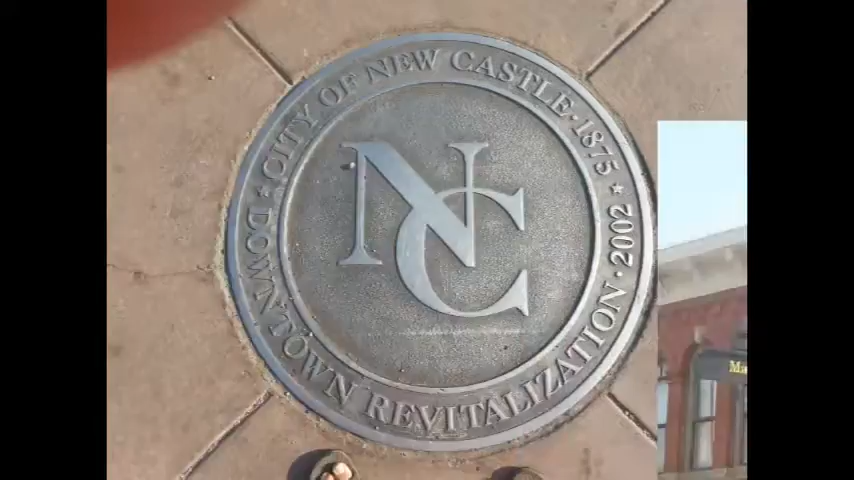 CITY OF NEW CASTLE · 1875
DOWNTOWN REVITALIZATION · 2002
NC